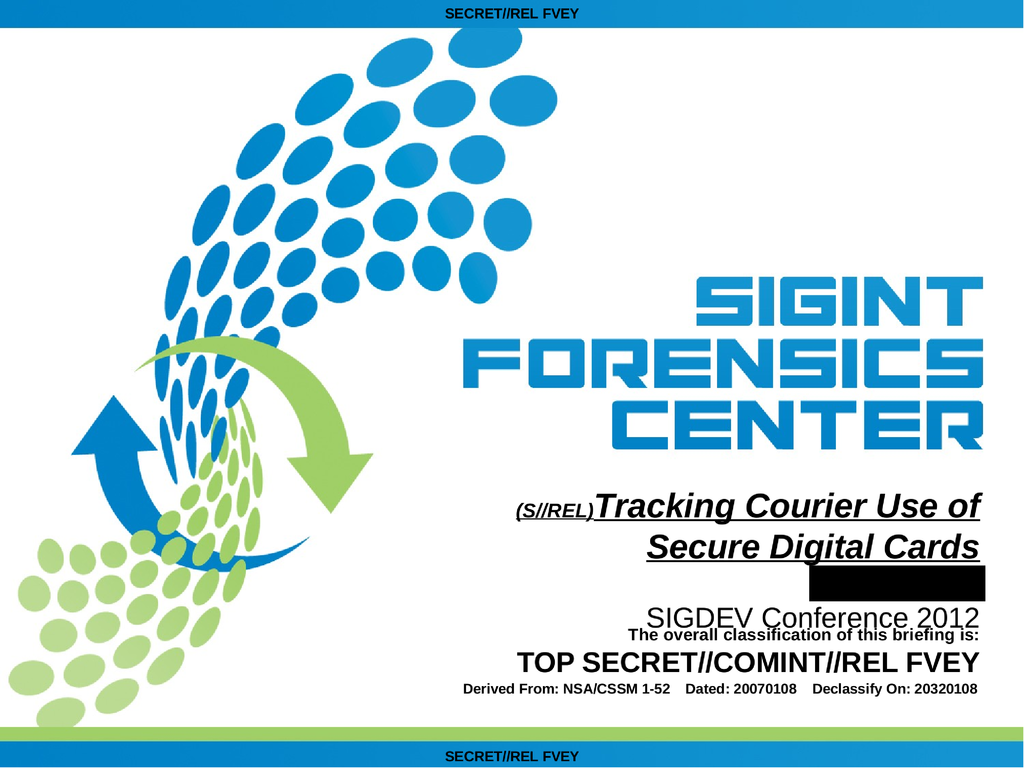 SECRET//REL FVEY
SIGINT
FORENSICS
CENTER
(S//REL)Tracking Courier Use of
Secure Digital Cards
SIGDEV Conference 2012
The overall classification of this briefing is:
TOP SECRET//COMINT//REL FVEY
Derived From: NSA/CSSM 1-52 Dated: 20070108 Declassify On: 20320108
SECRET//REL FVEY